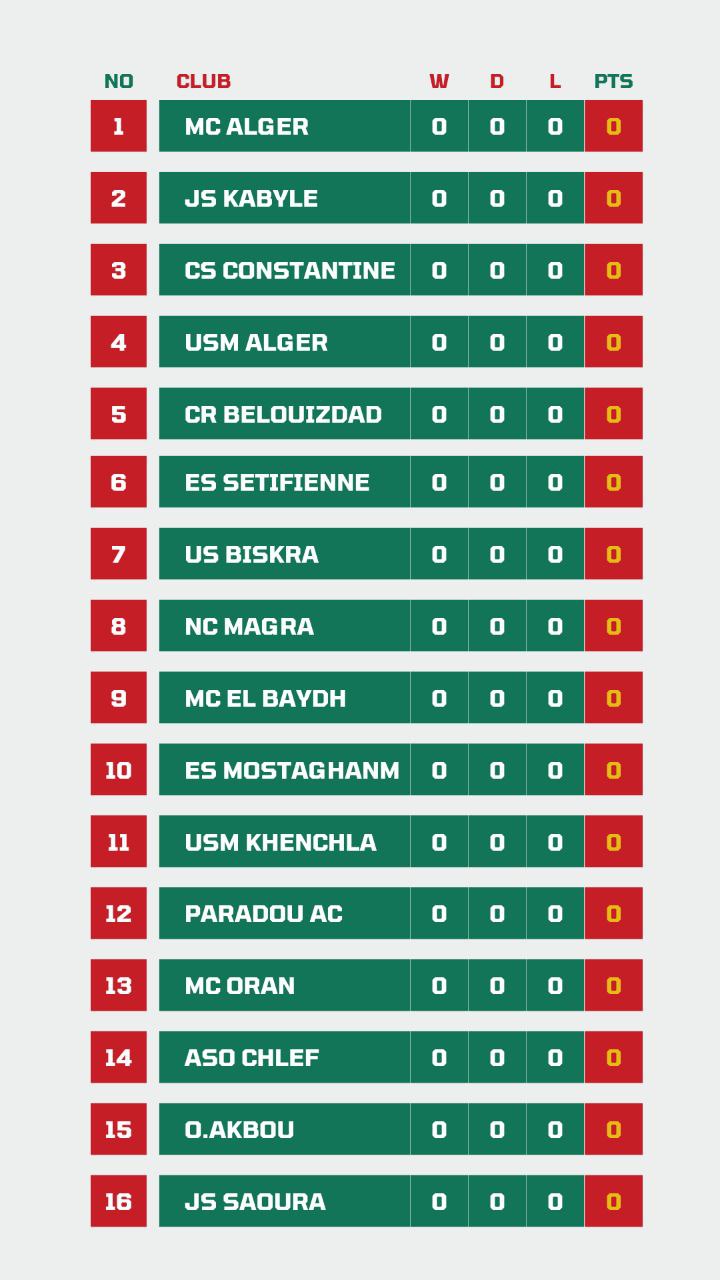 NO CLUB W D L PTS
1 MC ALGER 0 0 0 0
2 JS KABYLE 0 0 0 0
3 CS CONSTANTINE 0 0 0 0
4 USM ALGER 0 0 0 0
5 CR BELOUIZDAD 0 0 0 0
6 ES SETIFIENNE 0 0 0 0
7 US BISKRA 0 0 0 0
8 NC MAGRA 0 0 0 0
9 MC EL BAYDH 0 0 0 0
10 ES MOSTAGHANM 0 0 0 0
11 USM KHENCHLA 0 0 0 0
12 PARADOU AC 0 0 0 0
13 MC ORAN 0 0 0 0
14 ASO CHLEF 0 0 0 0
15 O.AKBOU 0 0 0 0
16 JS SAOURA 0 0 0 0